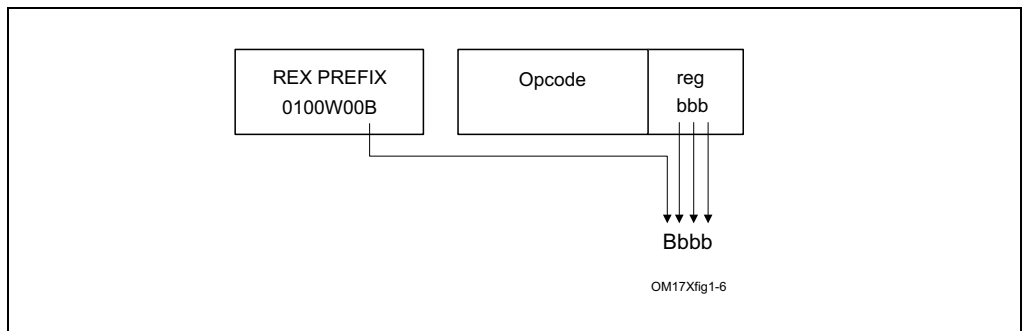 REX PREFIX
0100W00B
Opcode
reg
bbb
Bbbb
OM17Xfig1-6